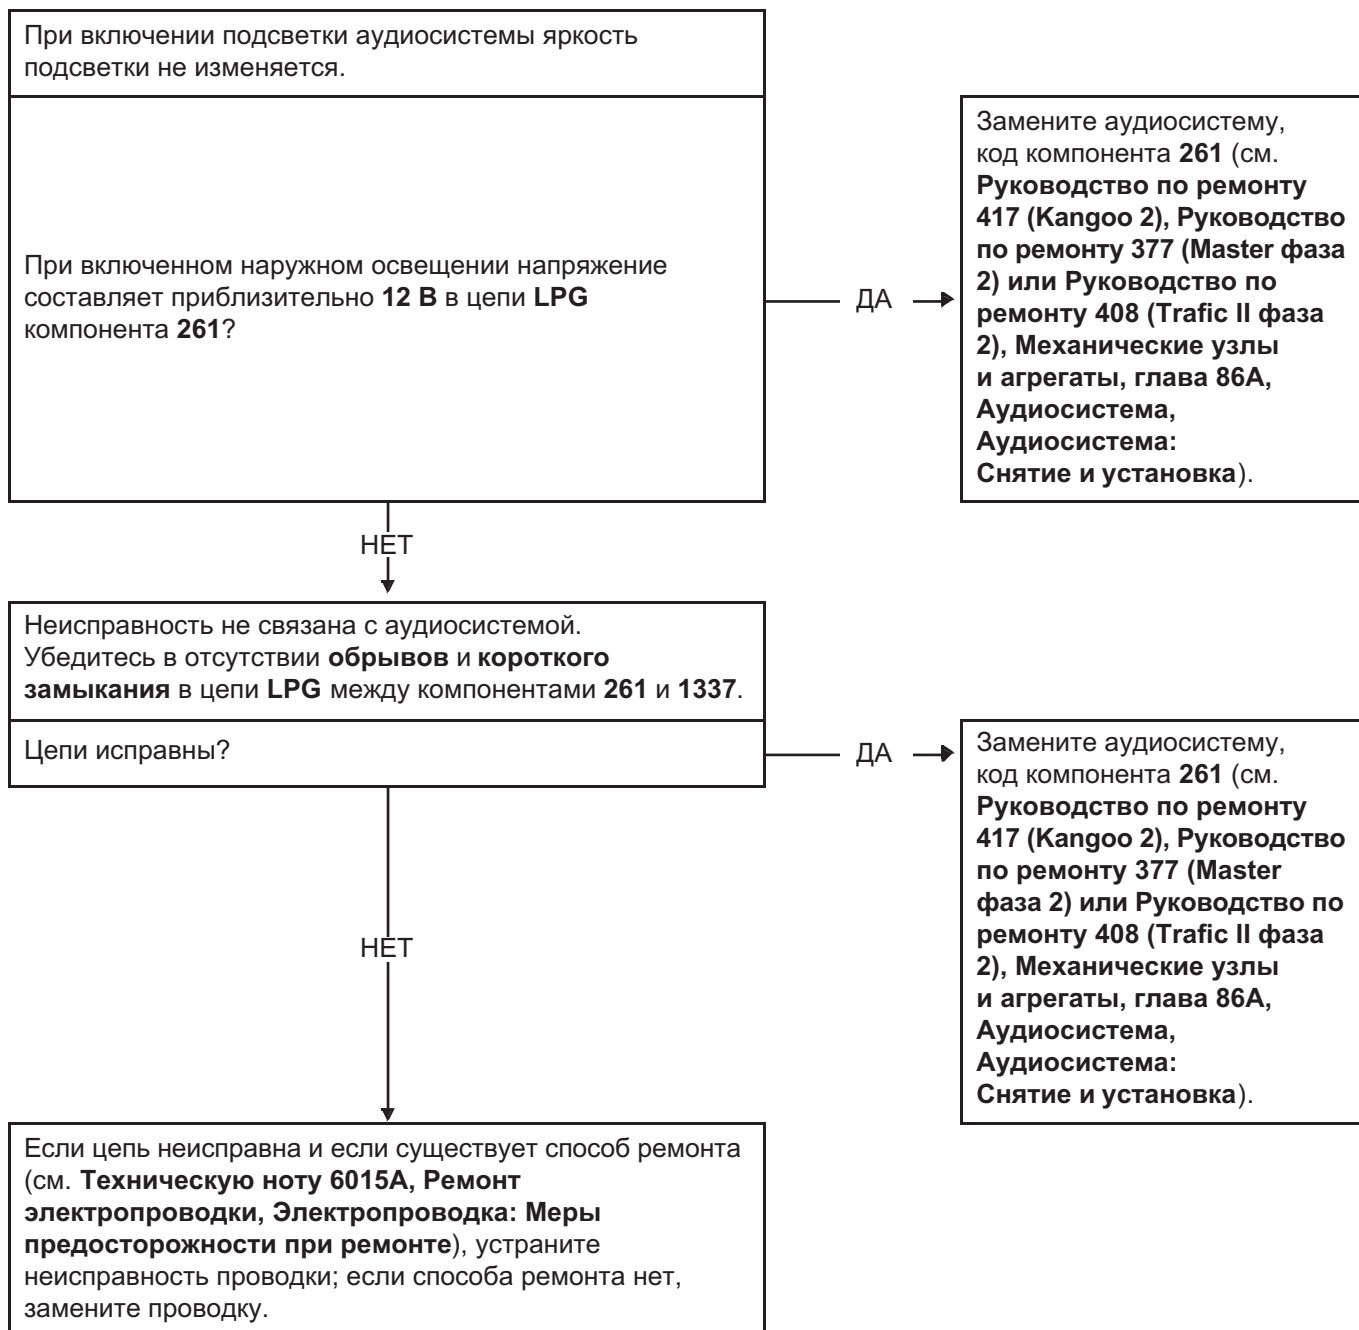 При включении подсветки аудиосистемы яркость
подсветки не изменяется.
При включенном наружном освещении напряжение
составляет приблизительно 12 В в цепи LPG
компонента 261?
ДА
Замените аудиосистему,
код компонента 261 (см.
Руководство по ремонту
417 (Kangoo 2), Руководство
по ремонту 377 (Master фаза
2) или Руководство по
ремонту 408 (Trafic II фаза
2), Механические узлы
и агрегаты, глава 86А,
Аудиосистема,
Аудиосистема:
Снятие и установка).
НЕТ
Неисправность не связана с аудиосистемой.
Убедитесь в отсутствии обрывов и короткого
замыкания в цепи LPG между компонентами 261 и 1337.
Цепи исправны?
ДА
Замените аудиосистему,
код компонента 261 (см.
Руководство по ремонту
417 (Kangoo 2), Руководство
по ремонту 377 (Master
фаза 2) или Руководство по
ремонту 408 (Trafic II фаза
2), Механические узлы
и агрегаты, глава 86А,
Аудиосистема,
Аудиосистема:
Снятие и установка).
НЕТ
Если цепь неисправна и если существует способ ремонта
(см. Техническую ноту 6015А, Ремонт
электропроводки, Электропроводка: Меры
предосторожности при ремонте), устраните
неисправность проводки; если способа ремонта нет,
замените проводку.